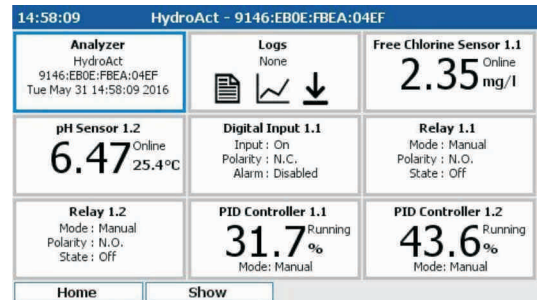 14:58:09 HydroAct - 9146:EB0E:FBEA:04EF
Analyzer
HydroAct
9146:EB0E:FBEA:04EF
Tue May 31 14:58:09 2016
Logs
None
Free Chlorine Sensor 1.1
2.35 Online
mg/l
pH Sensor 1.2
6.47 Online
25.4°C
Digital Input 1.1
Input : On
Polarity : N.C.
Alarm : Disabled
Relay 1.1
Mode : Manual
Polarity : N.O.
State : Off
Relay 1.2
Mode : Manual
Polarity : N.O.
State : Off
PID Controller 1.1
31.7 Running
%
Mode: Manual
PID Controller 1.2
43.6 Running
%
Mode: Manual
Home Show